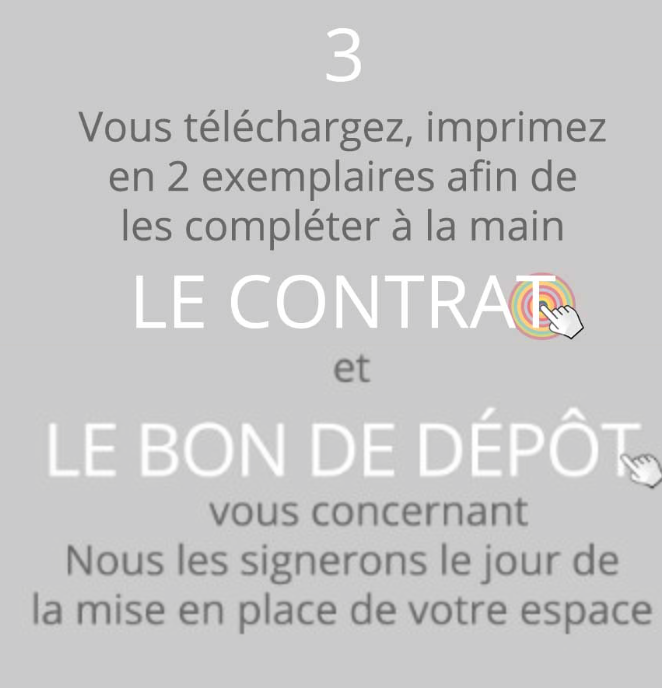 3
Vous téléchargez, imprimez
en 2 exemplaires afin de
les compléter à la main
LE CONTRAT
et
LE BON DE DÉPÔT
vous concernant
Nous les signerons le jour de
la mise en place de votre espace